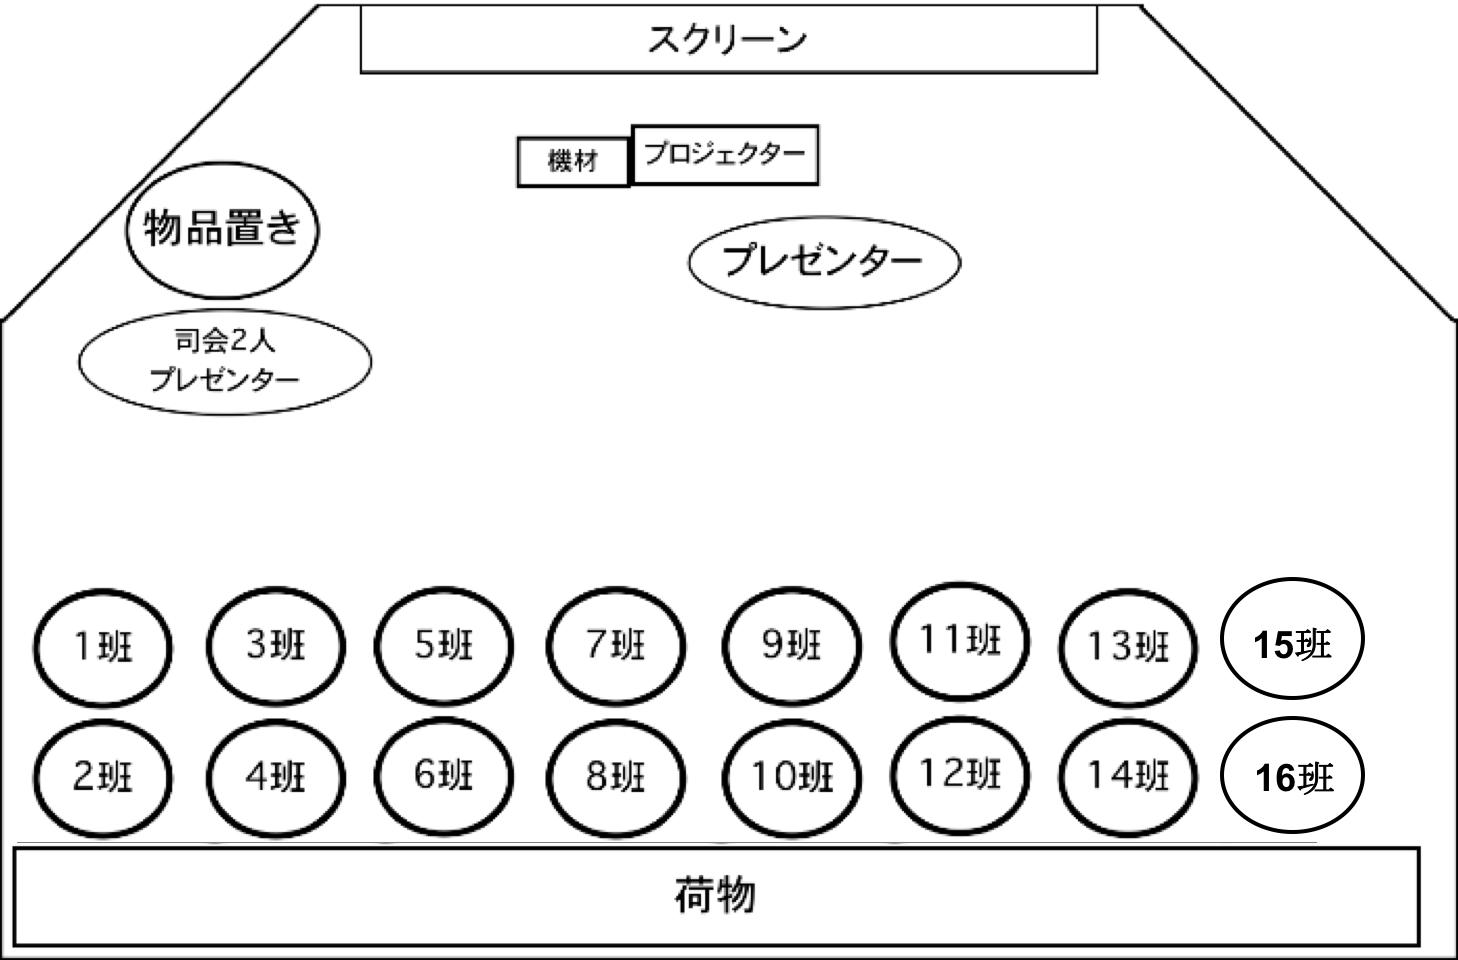 スクリーン
機材
プロジェクター
物品置き
プレゼンター
司会2人
プレゼンター
1班
3班
5班
7班
9班
11班
13班
15班
2班
4班
6班
8班
10班
12班
14班
16班
荷物